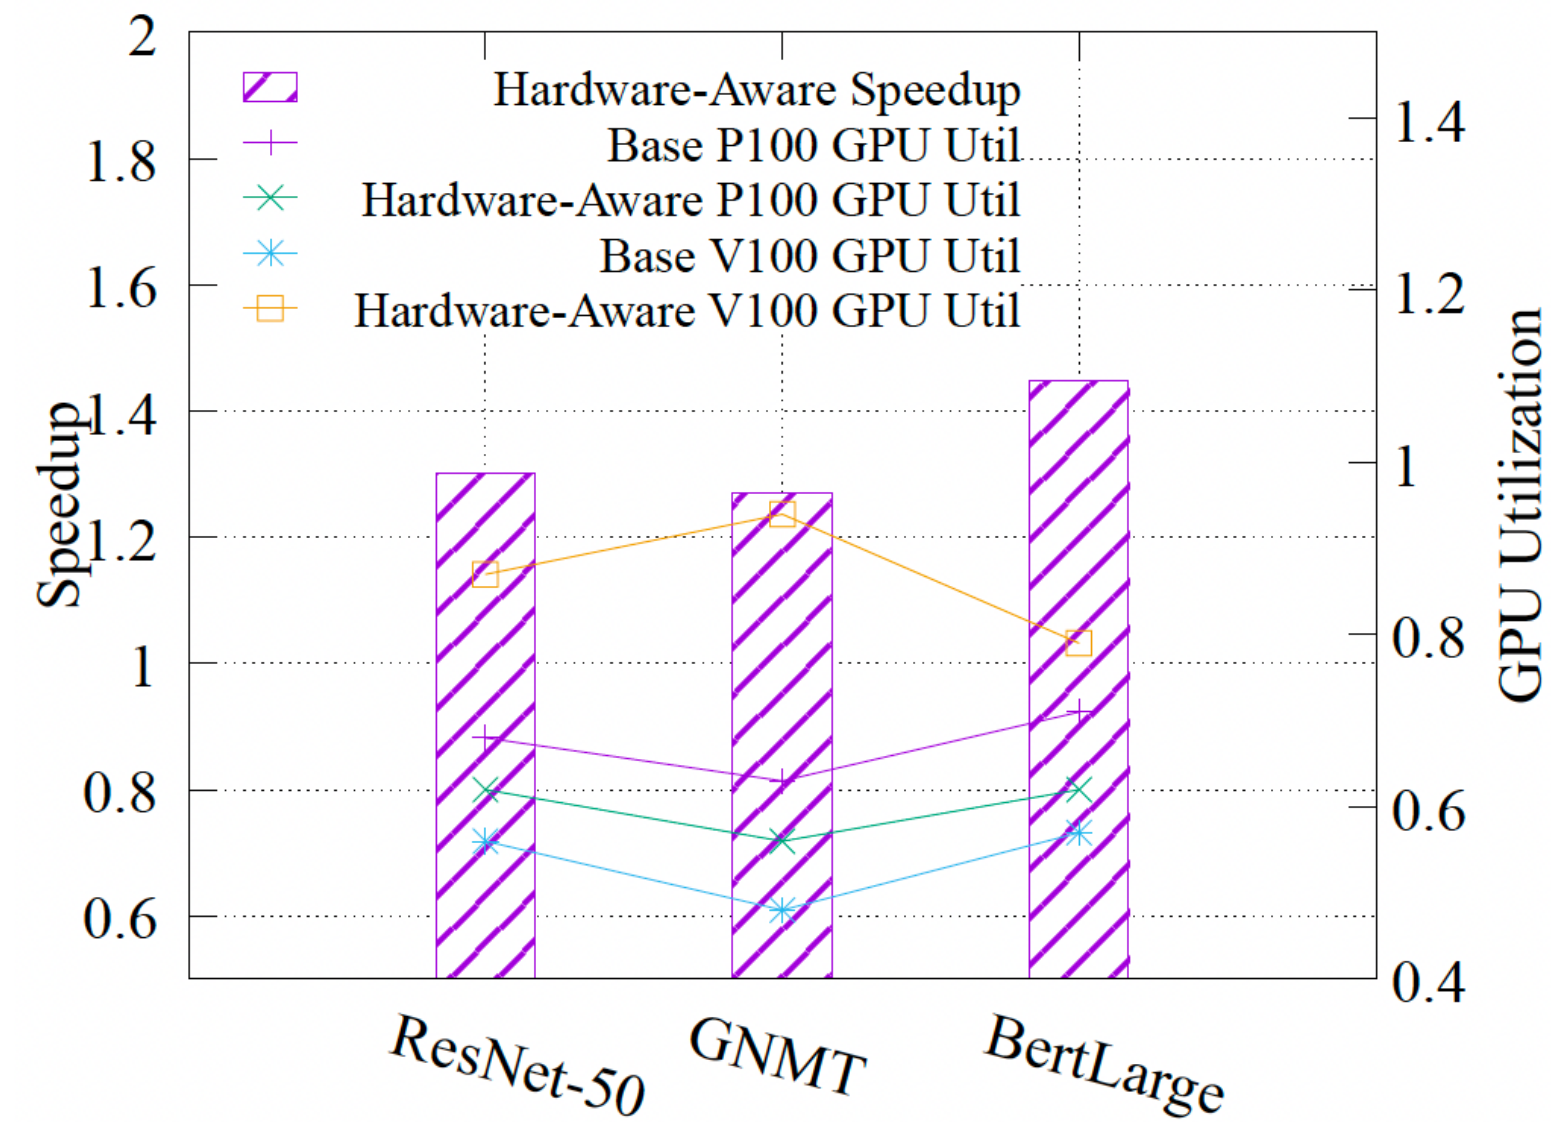 2
1.8
1.6
1.4
1.2
1
0.8
0.6
Speedup
Hardware-Aware Speedup
Base P100 GPU Util
Hardware-Aware P100 GPU Util
Base V100 GPU Util
Hardware-Aware V100 GPU Util
1.4
1.2
1
0.8
0.6
0.4
GPU Utilization
ResNet-50
GNMT
BertLarge